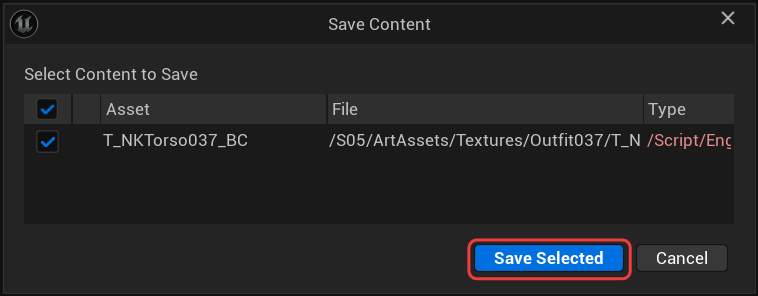 Save Content
Select Content to Save
Asset File Type
T_NKTorso037_BC /S05/ArtAssets/Textures/Outfit037/T_N /Script/Eng
Save Selected Cancel